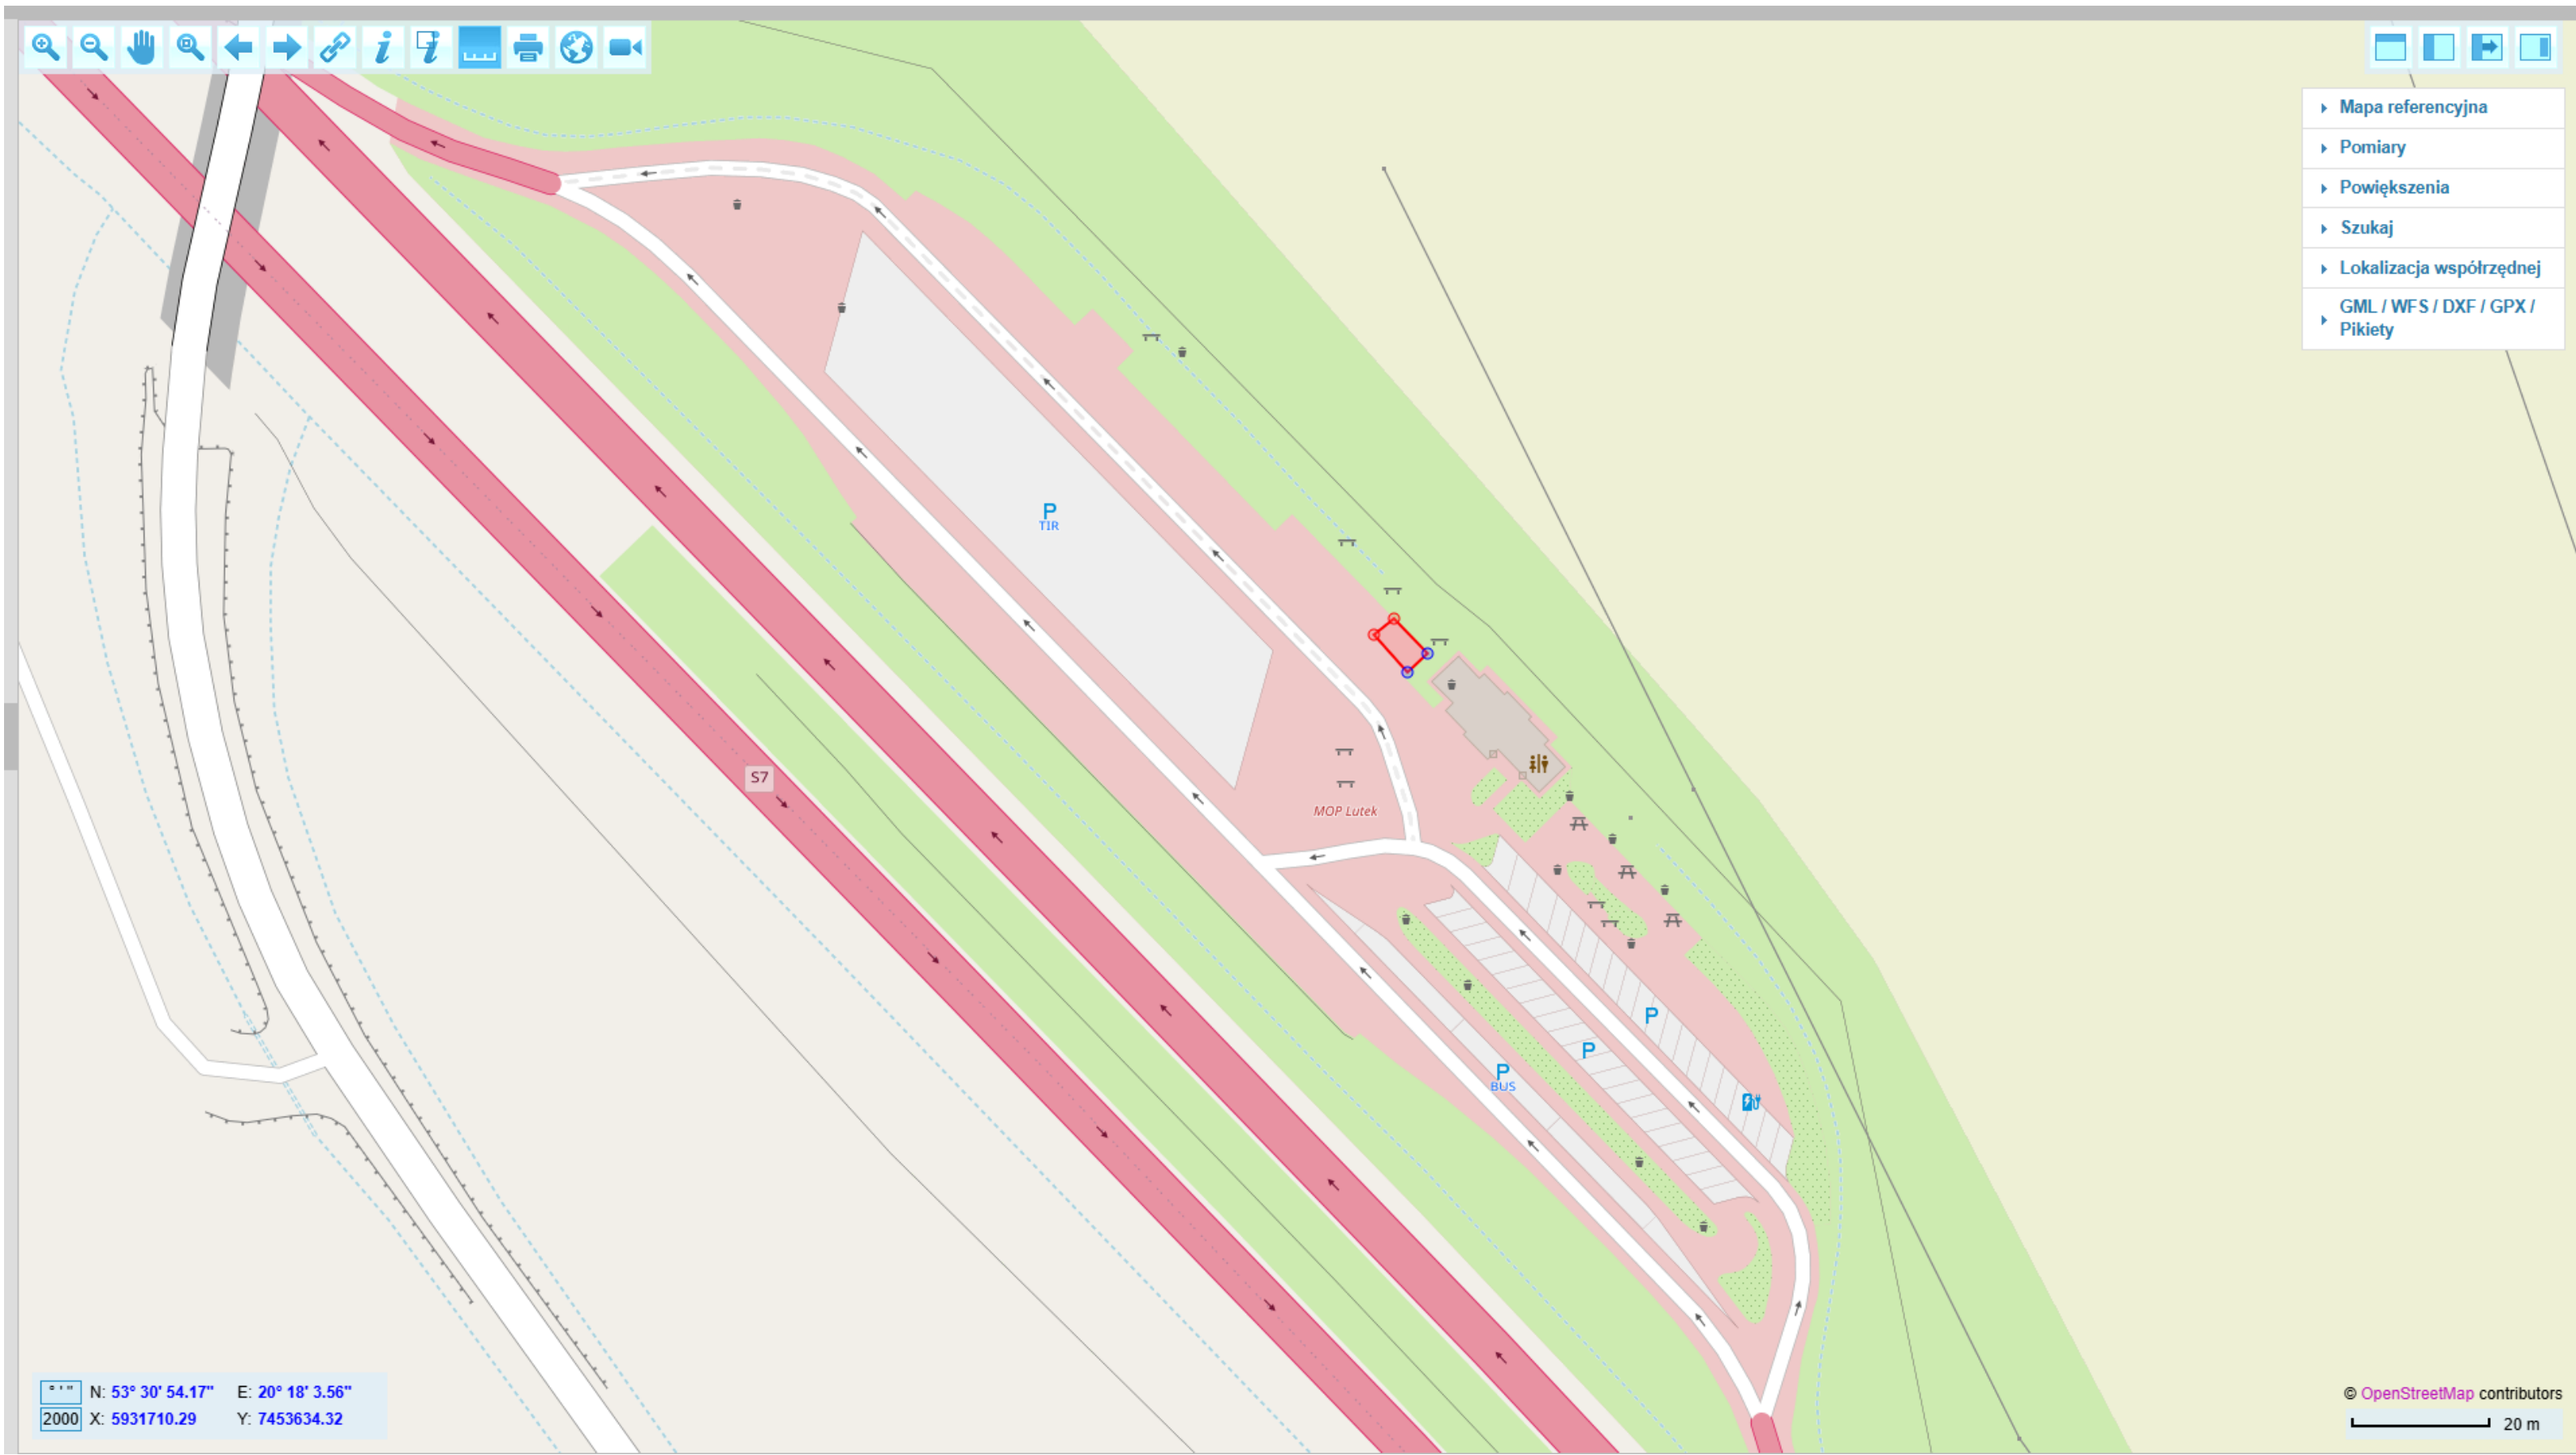 Mapa referencyjna
Pomiary
Powiększenia
Szukaj
Lokalizacja współrzędnej
GML / WFS / DXF / GPX /
Pikiety
P
TIR
S7
MOP Lutek
P
P
P
BUS
° ' " N: 53° 30' 54.17" E: 20° 18' 3.56"
2000 X: 5931710.29 Y: 7453634.32
© OpenStreetMap contributors
20 m